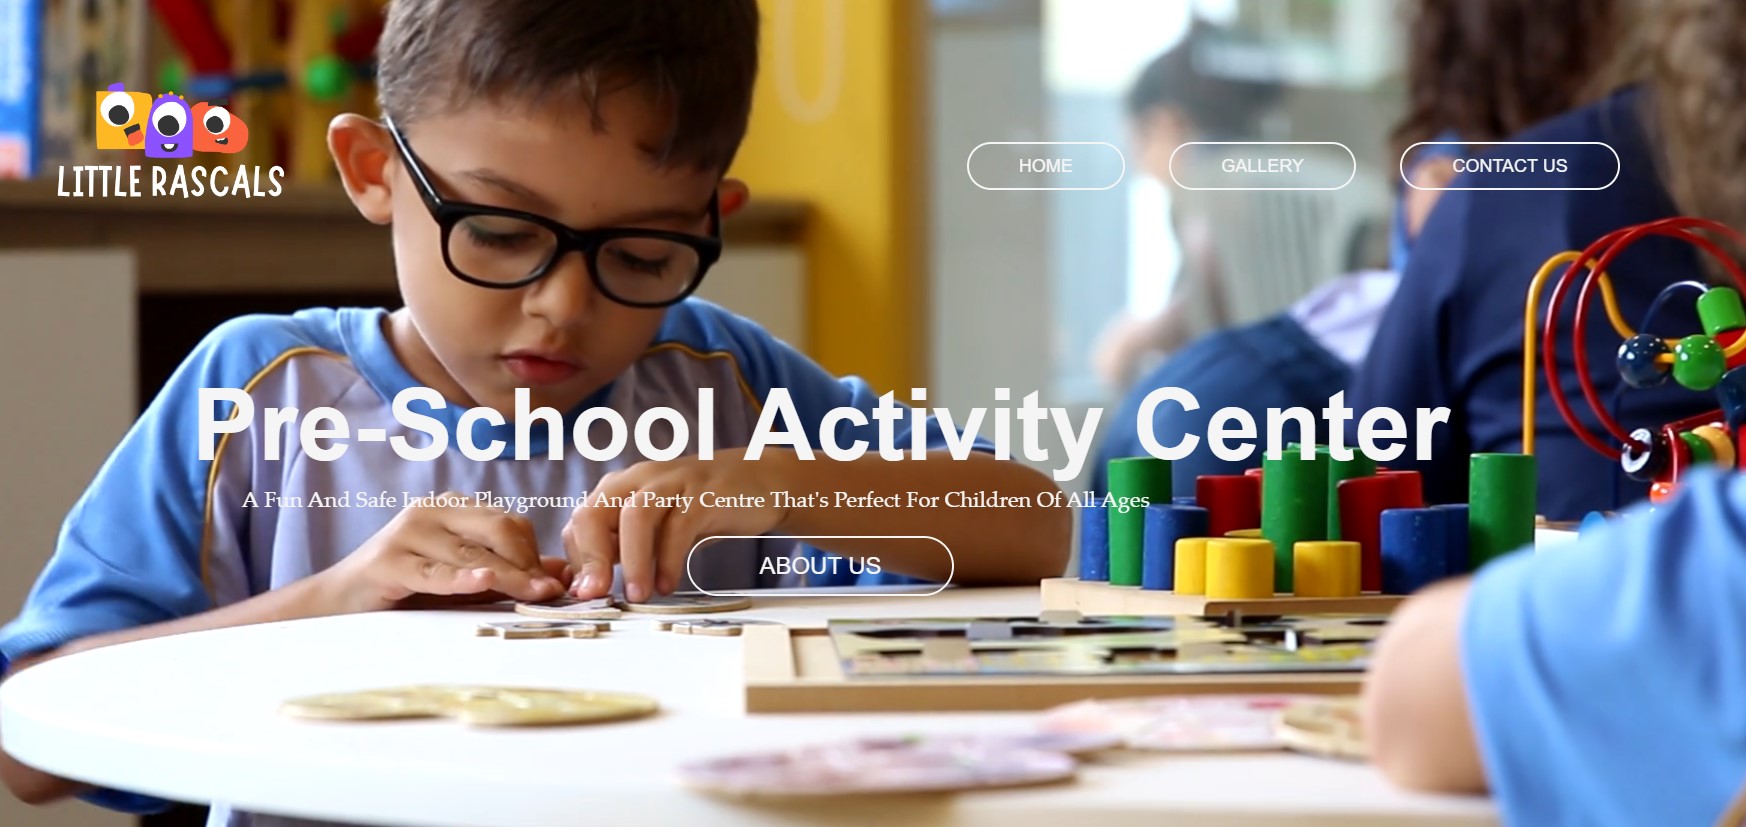 LITTLE RASCALS
HOME
GALLERY
CONTACT US
Pre-School Activity Center
A Fun And Safe Indoor Playground And Party Centre That's Perfect For Children Of All Ages
ABOUT US